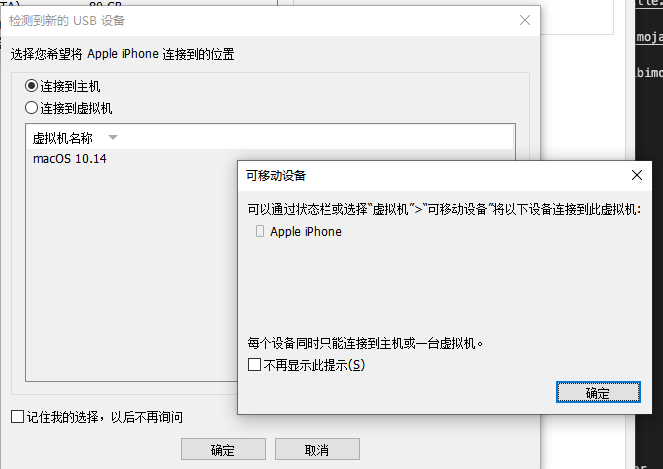 80 GB
检测到新的 USB 设备
选择您希望将 Apple iPhone 连接到的位置
连接到主机
连接到虚拟机
虚拟机名称
macOS 10.14
可移动设备
可以通过状态栏或选择“虚拟机”>“可移动设备”将以下设备连接到此虚拟机:
Apple iPhone
每个设备同时只能连接到主机或一台虚拟机。
不再显示此提示(S)
确定
记住我的选择，以后不再询问
确定
取消